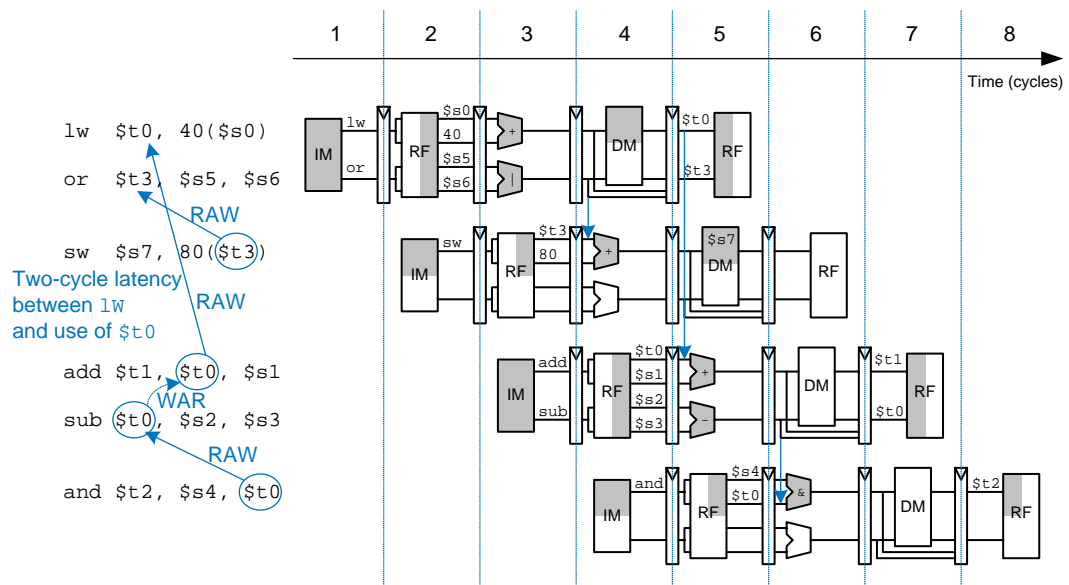 1 2 3 4 5 6 7 8
Time (cycles)
lw $t0, 40($s0)
or $t3, $s5, $s6
RAW
sw $s7, 80($t3)
Two-cycle latency
between lW
and use of $t0
RAW
add $t1, $t0, $s1
WAR
sub $t0, $s2, $s3
RAW
and $t2, $s4, $t0
IM
lw
or
RF
$s0
40
$s5
$s6
+
|
DM
$t0
$t3
RF
IM
sw
RF
$t3
80
+
$s7
DM
RF
IM
add
sub
RF
$t0
$s1
$s2
$s3
+
-
DM
$t1
$t0
RF
IM
and
RF
$s4
$t0
&
DM
$t2
RF